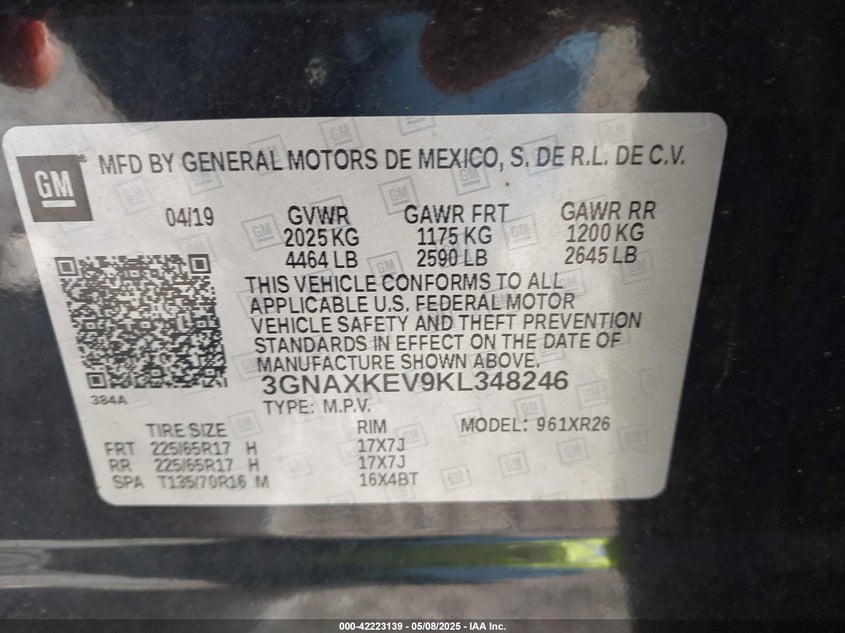 GM
MFD BY GENERAL MOTORS DE MEXICO, S. DE R.L. DE C.V.
04/19 GVWR GAWR FRT GAWR RR
2025 KG 1175 KG 1200 KG
4464 LB 2590 LB 2645 LB
THIS VEHICLE CONFORMS TO ALL
APPLICABLE U.S. FEDERAL MOTOR
VEHICLE SAFETY AND THEFT PREVENTION
STANDARDS IN EFFECT ON THE DATE OF
MANUFACTURE SHOWN ABOVE.
384A
3GNAXKEV9KL348246
TYPE: M.P.V.
TIRE SIZE RIM MODEL: 961XR26
FRT 225/65R17 H 17X7J
RR 225/65R17 H 17X7J
SPA T135/70R16 M 16X4BT
000-42223139 - 05/08/2025 - IAA Inc.